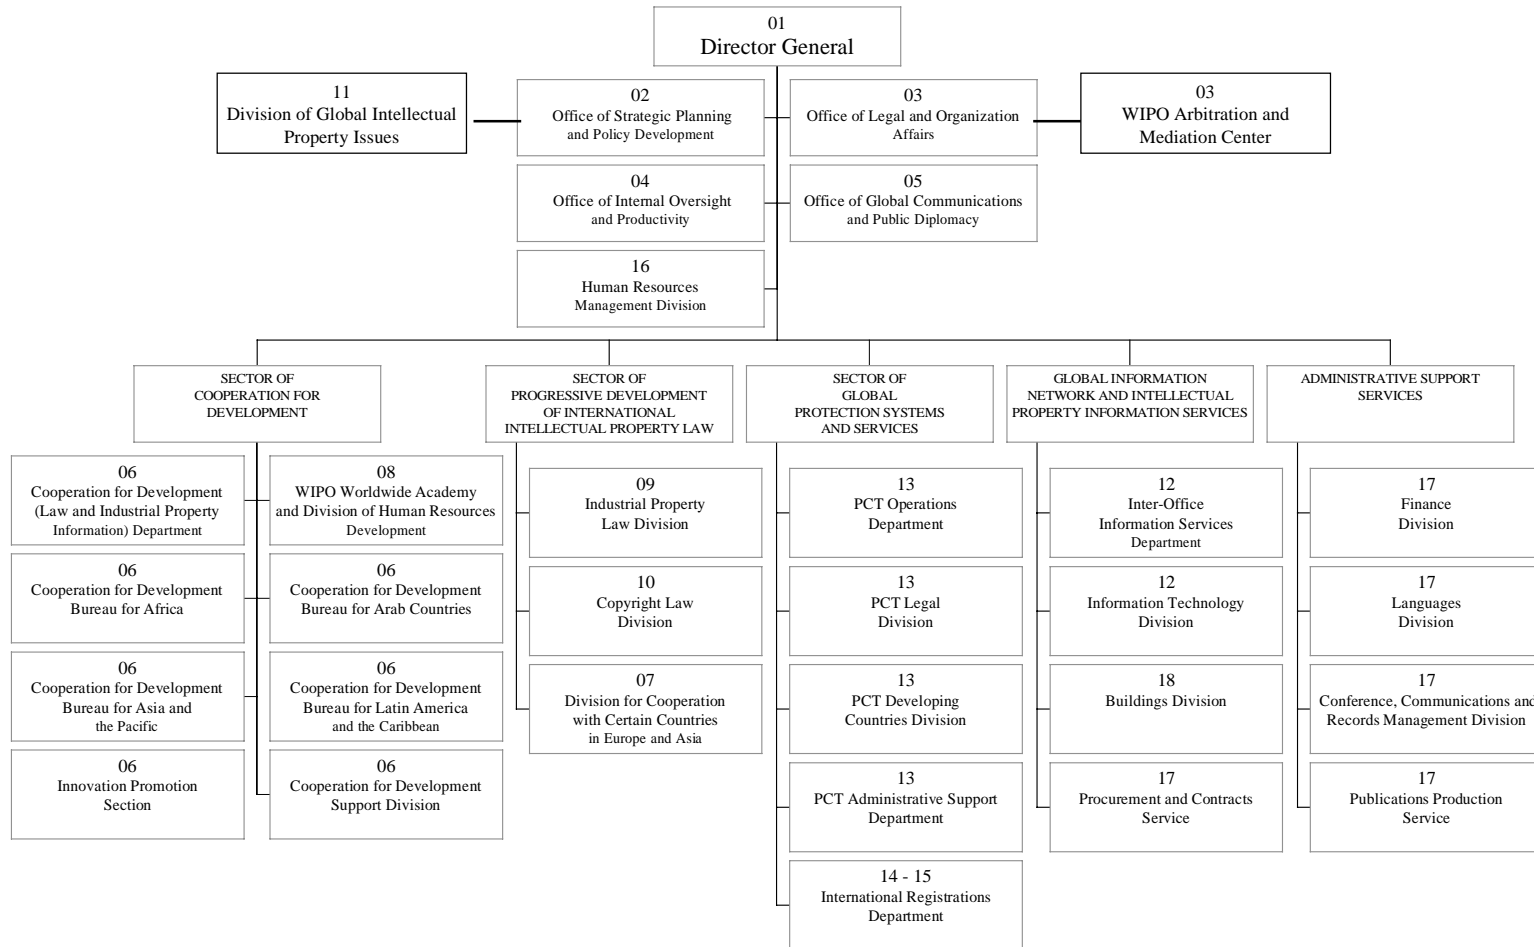 01
Director General
11
Division of Global Intellectual
Property Issues
02
Office of Strategic Planning
and Policy Development
03
Office of Legal and Organization
Affairs
03
WIPO Arbitration and
Mediation Center
04
Office of Internal Oversight
and Productivity
05
Office of Global Communications
and Public Diplomacy
16
Human Resources
Management Division
SECTOR OF
COOPERATION FOR
DEVELOPMENT
SECTOR OF
PROGRESSIVE DEVELOPMENT
OF INTERNATIONAL
INTELLECTUAL PROPERTY LAW
SECTOR OF
GLOBAL
PROTECTION SYSTEMS
AND SERVICES
GLOBAL INFORMATION
NETWORK AND INTELLECTUAL
PROPERTY INFORMATION SERVICES
ADMINISTRATIVE SUPPORT
SERVICES
06
Cooperation for Development
(Law and Industrial Property
Information) Department
08
WIPO Worldwide Academy
and Division of Human Resources
Development
06
Cooperation for Development
Bureau for Africa
06
Cooperation for Development
Bureau for Arab Countries
06
Cooperation for Development
Bureau for Asia and
the Pacific
06
Cooperation for Development
Bureau for Latin America
and the Caribbean
06
Innovation Promotion
Section
06
Cooperation for Development
Support Division
09
Industrial Property
Law Division
10
Copyright Law
Division
07
Division for Cooperation
with Certain Countries
in Europe and Asia
13
PCT Operations
Department
13
PCT Legal
Division
13
PCT Developing
Countries Division
13
PCT Administrative Support
Department
14 - 15
International Registrations
Department
12
Inter-Office
Information Services
Department
12
Information Technology
Division
18
Buildings Division
17
Procurement and Contracts
Service
17
Finance
Division
17
Languages
Division
17
Conference, Communications and
Records Management Division
17
Publications Production
Service